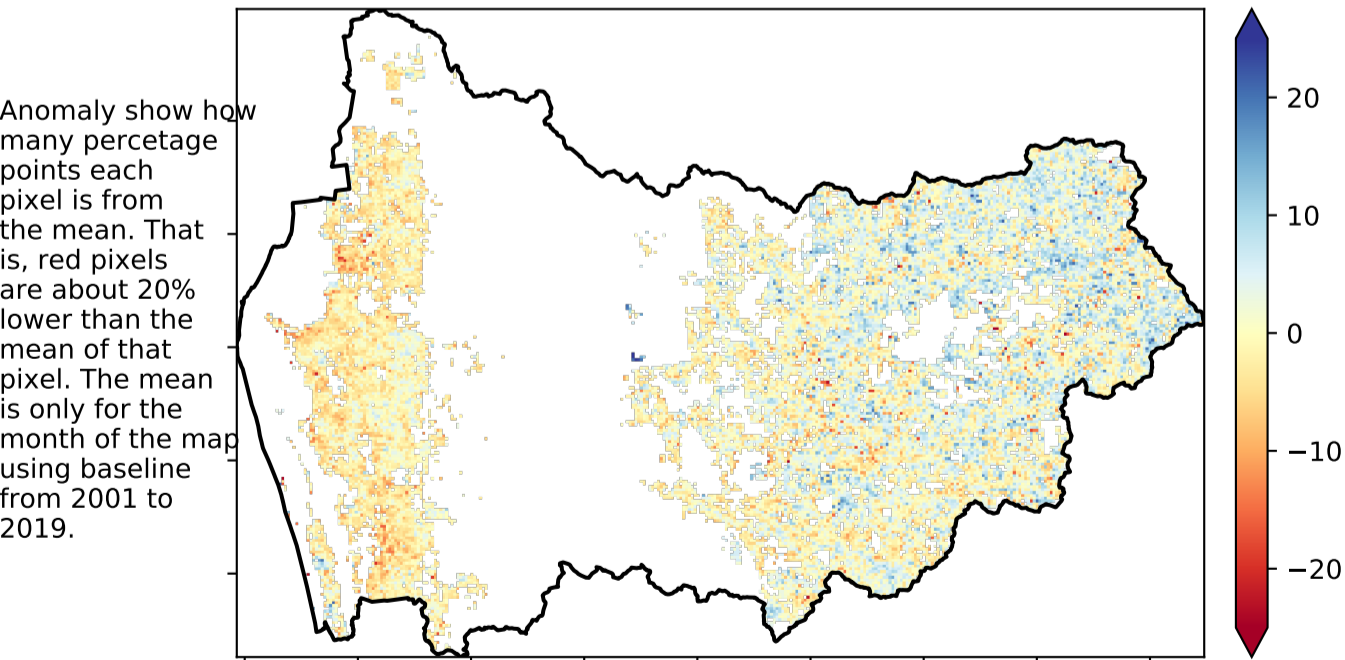 Anomaly show how
many percetage
points each
pixel is from
the mean. That
is, red pixels
are about 20%
lower than the
mean of that
pixel. The mean
is only for the
month of the map
using baseline
from 2001 to
2019.
20
10
0
−10
−20